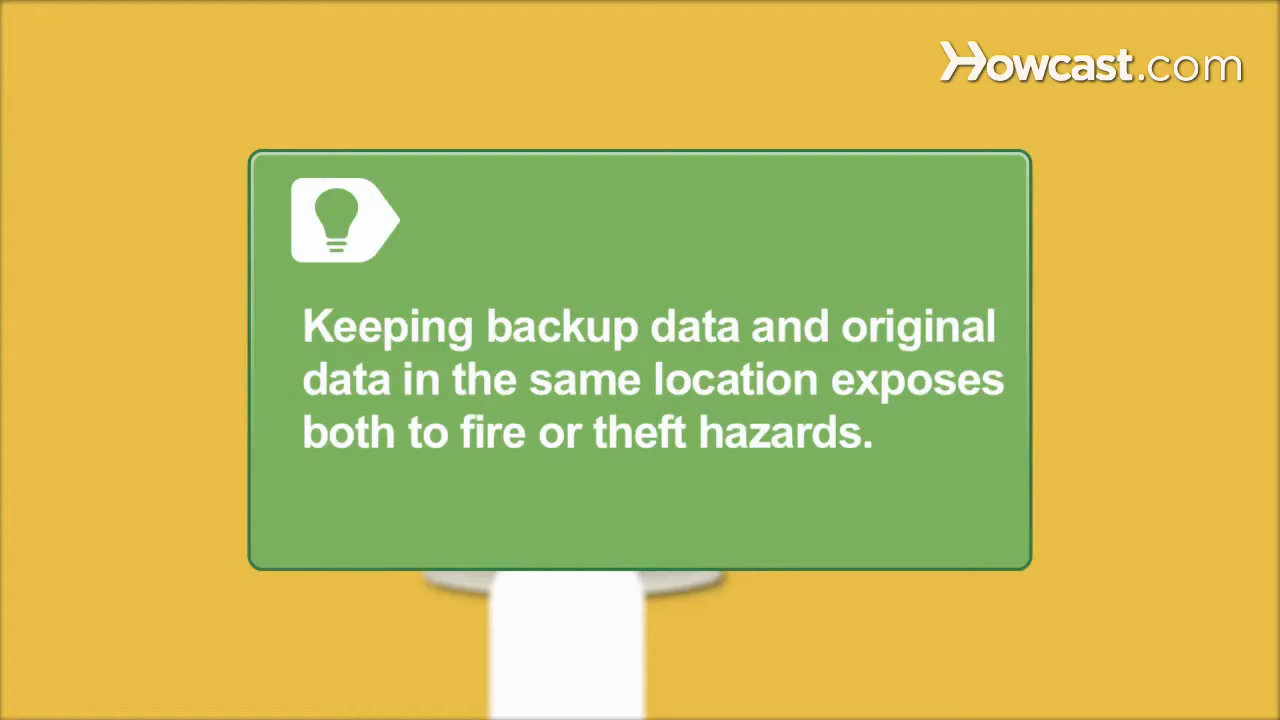 Howcast.com
Keeping backup data and original
data in the same location exposes
both to fire or theft hazards.